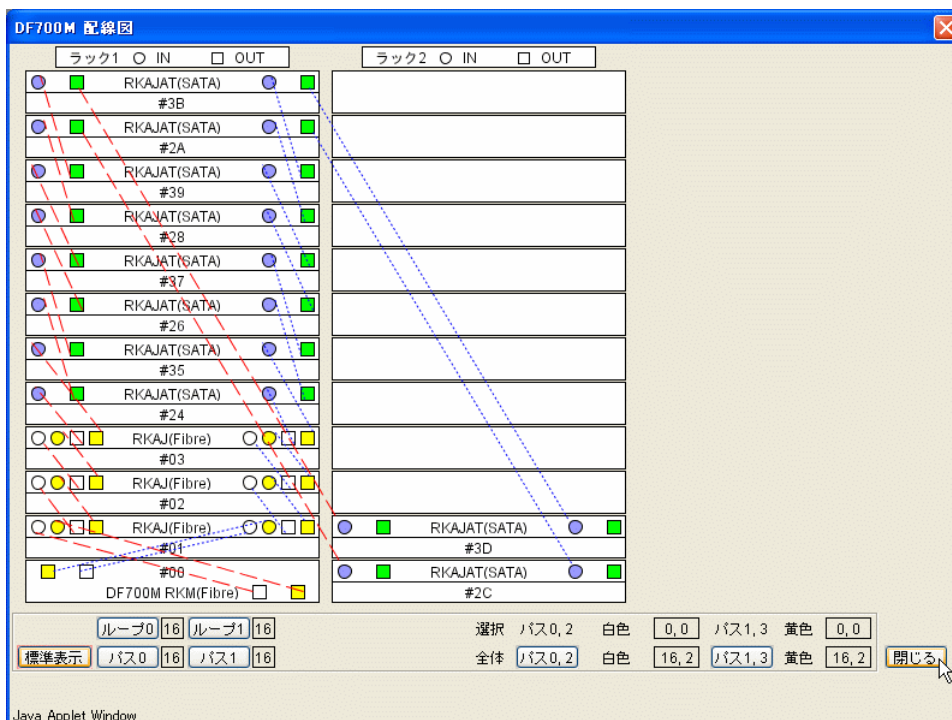 DF700M 配線図
ラック1 IN OUT
ラック2 IN OUT
RKAJAT(SATA)
#3B
RKAJAT(SATA)
#2A
RKAJAT(SATA)
#39
RKAJAT(SATA)
#28
RKAJAT(SATA)
#37
RKAJAT(SATA)
#26
RKAJAT(SATA)
#35
RKAJAT(SATA)
#24
RKAJ(Fibre)
#03
RKAJ(Fibre)
#02
RKAJ(Fibre)
#01
#00
DF700M RKM(Fibre)
RKAJAT(SATA)
#3D
RKAJAT(SATA)
#2C
ループ0 16 ループ1 16 選択 パス0,2 白色 0,0 パス1,3 黄色 0,0
標準表示 パス0 16 パス1 16 全体 パス0,2 白色 16,2 パス1,3 黄色 16,2 閉じる
Java Applet Window